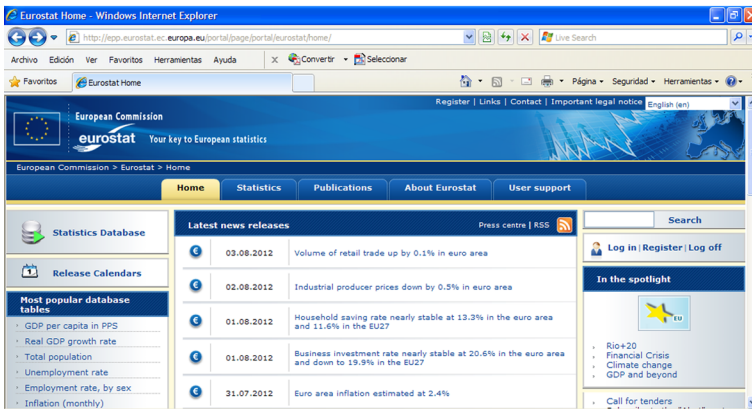 Eurostat Home - Windows Internet Explorer
http://epp.eurostat.ec.europa.eu/portal/page/portal/eurostat/home/
Live Search
Archivo Edición Ver Favoritos Herramientas Ayuda
X Convertir Seleccionar
Favoritos
Eurostat Home
Página Seguridad Herramientas
Register | Links | Contact | Important legal notice
English (en)
European Commission
eurostat Your key to European statistics
European Commission > Eurostat > Home
Home Statistics Publications About Eurostat User support
Statistics Database
Release Calendars
Most popular database
tables
GDP per capita in PPS
Real GDP growth rate
Total population
Unemployment rate
Employment rate, by sex
Inflation (monthly)
Latest news releases
Press centre | RSS
03.08.2012 Volume of retail trade up by 0.1% in euro area
02.08.2012 Industrial producer prices down by 0.5% in euro area
01.08.2012 Household saving rate nearly stable at 13.3% in the euro area
and 11.6% in the EU27
01.08.2012 Business investment rate nearly stable at 20.6% in the euro area
and down to 19.9% in the EU27
31.07.2012 Euro area inflation estimated at 2.4%
Search
Log in | Register | Log off
In the spotlight
EU
Rio+20
Financial Crisis
Climate change
GDP and beyond
Call for tenders